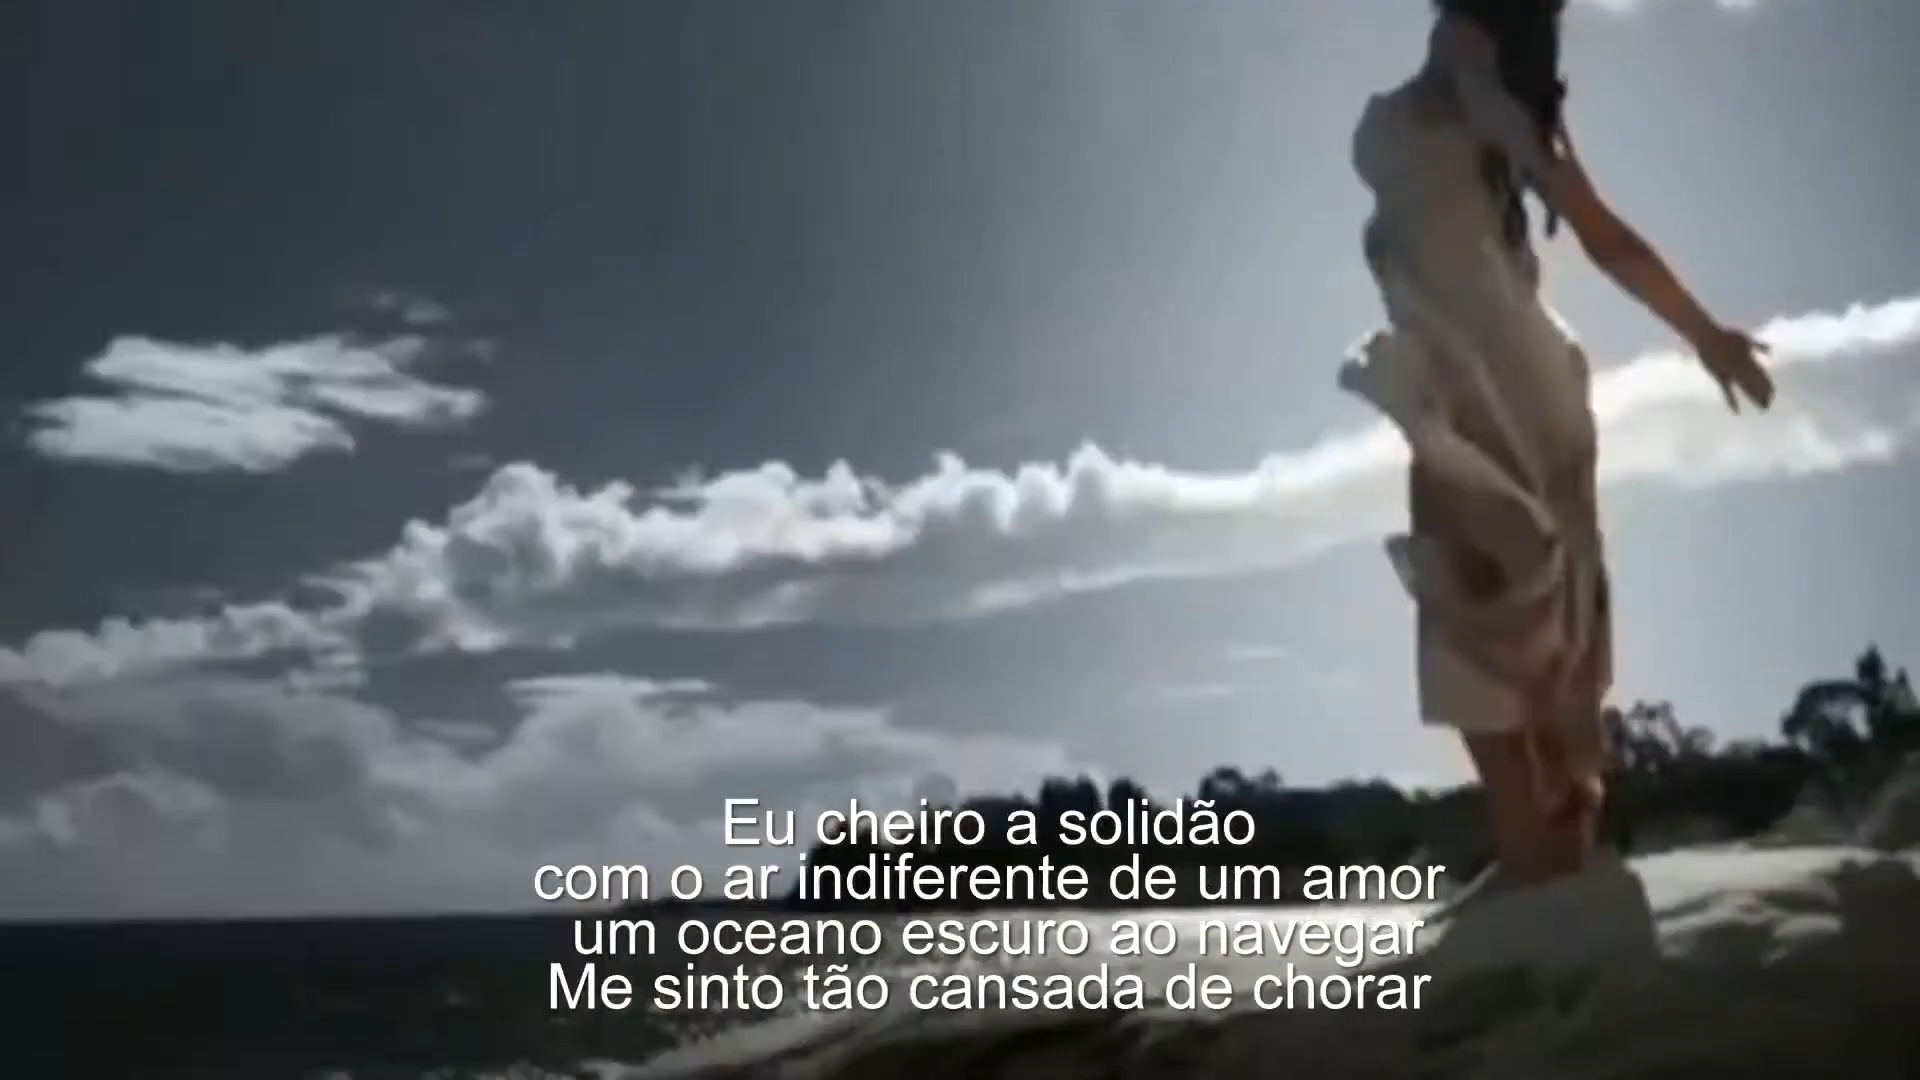 Eu cheiro a solidão
com o ar indiferente de um amor
um oceano escuro ao navegar
Me sinto tão cansada de chorar